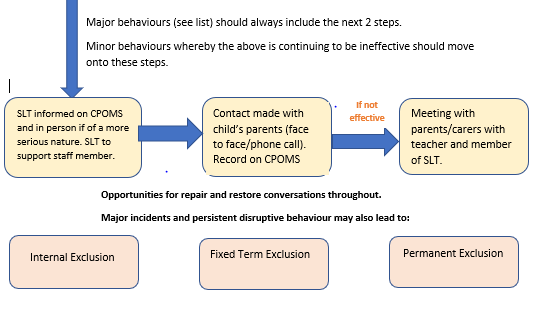 Major behaviours (see list) should always include the next 2 steps.
Minor behaviours whereby the above is continuing to be ineffective should move
onto these steps.
SLT informed on CPOMS
and in person if of a more
serious nature. SLT to
support staff member.
Contact made with
child's parents (face
to face/phone call).
Record on CPOMS
If not
effective
Meeting with
parents/carers with
teacher and member
of SLT.
Opportunities for repair and restore conversations throughout.
Major incidents and persistent disruptive behaviour may also lead to:
Internal Exclusion
Fixed Term Exclusion
Permanent Exclusion